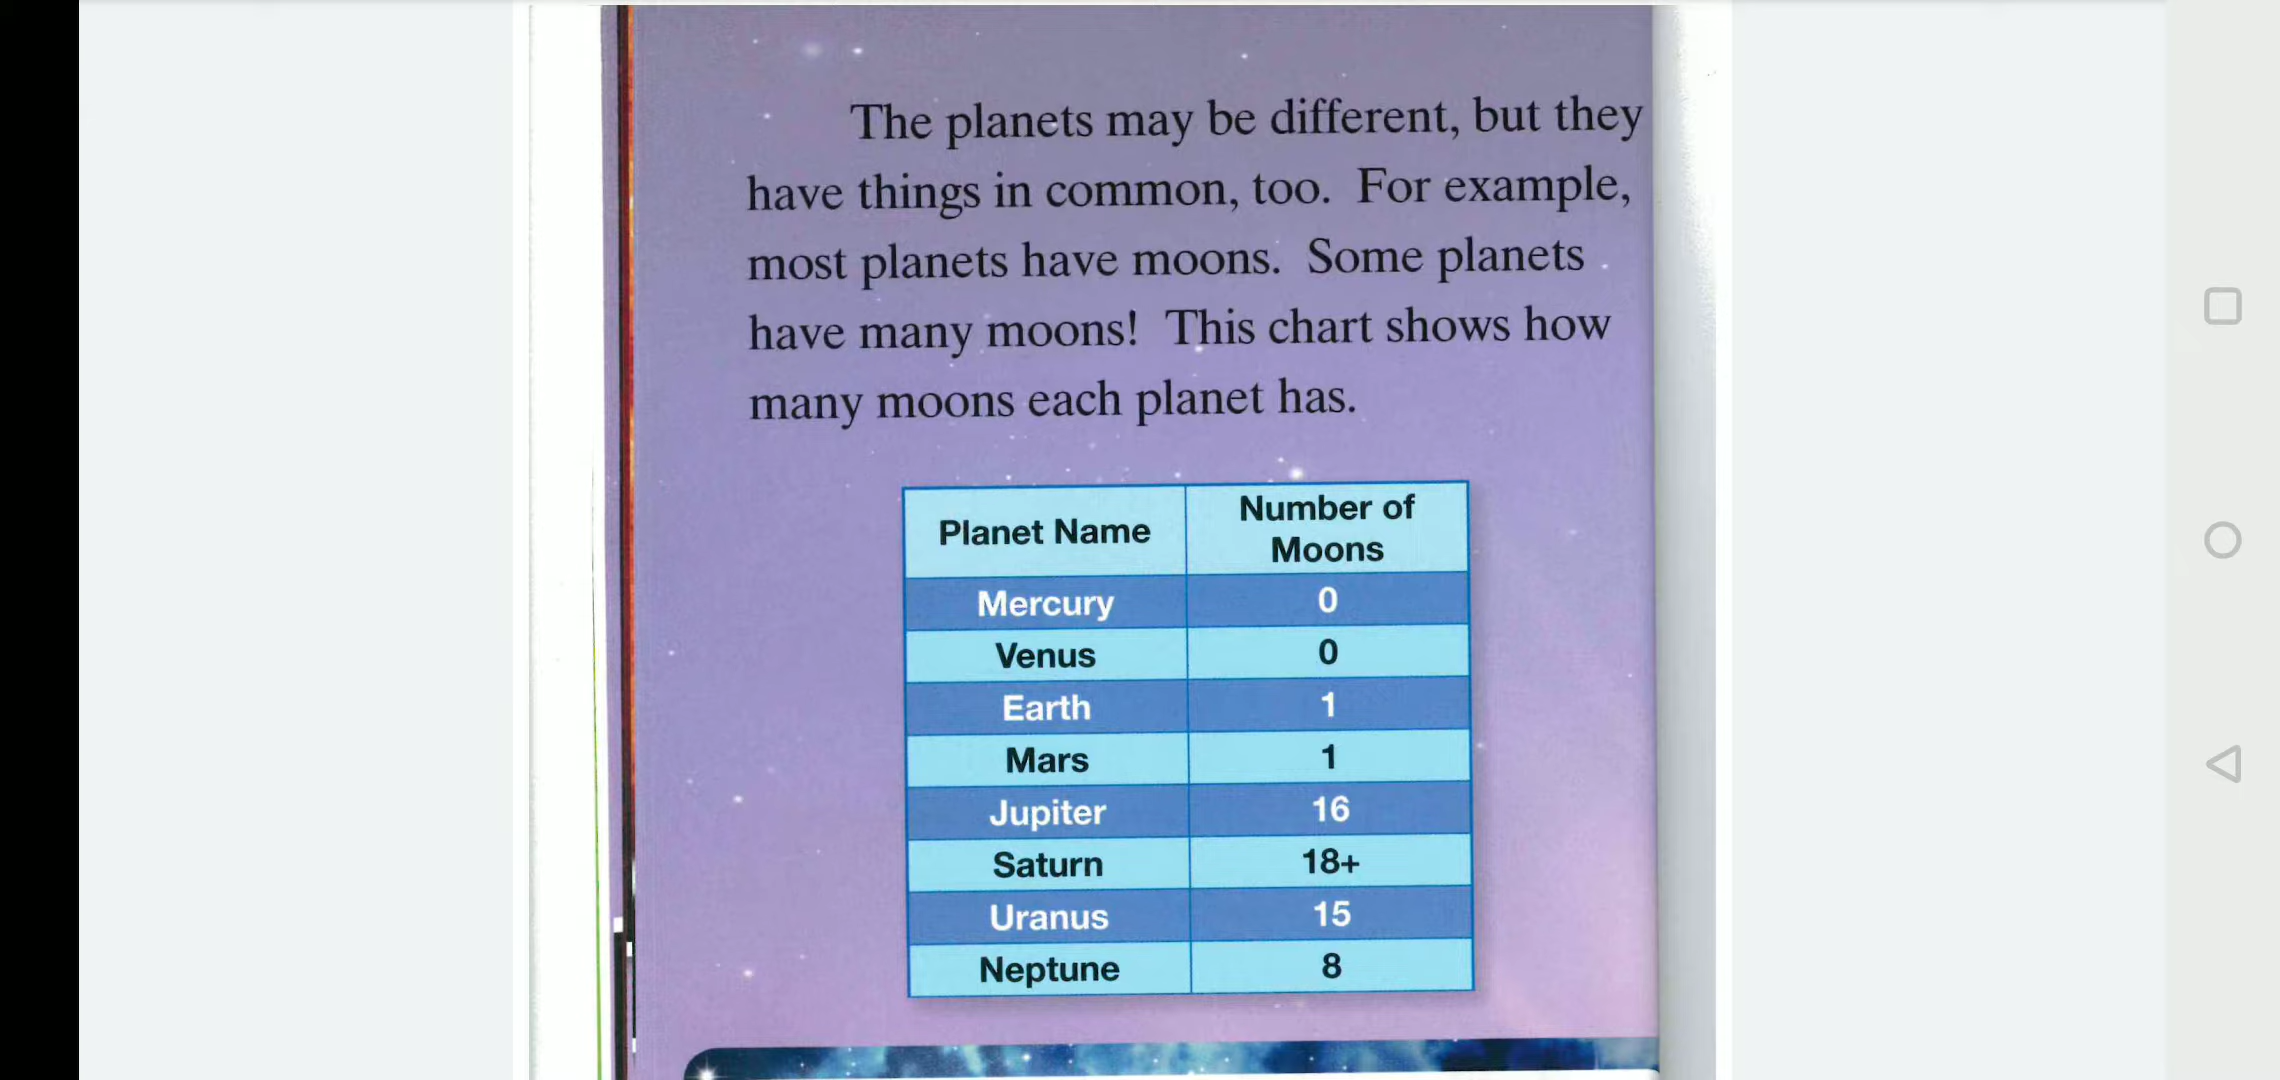 The planets may be different, but they
have things in common, too. For example,
most planets have moons. Some planets
have many moons! This chart shows how
many moons each planet has.
Planet Name Number of Moons
Mercury 0
Venus 0
Earth 1
Mars 1
Jupiter 16
Saturn 18+
Uranus 15
Neptune 8